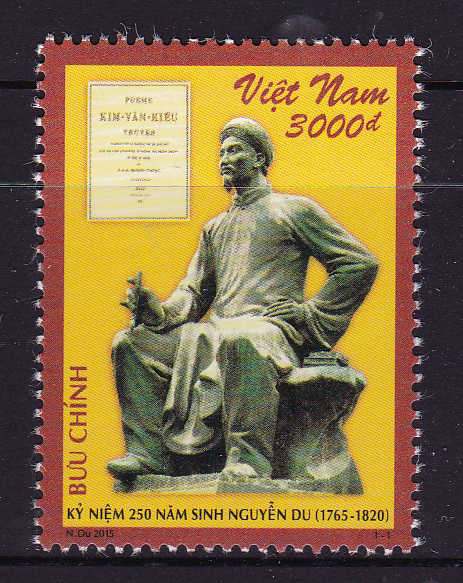 Việt Nam
3000đ
POEME
KIM-VÂN-KIỀU
TRUYỆN
BƯU CHÍNH
KỶ NIỆM 250 NĂM SINH NGUYỄN DU (1765-1820)
N.Du 2015
1-1